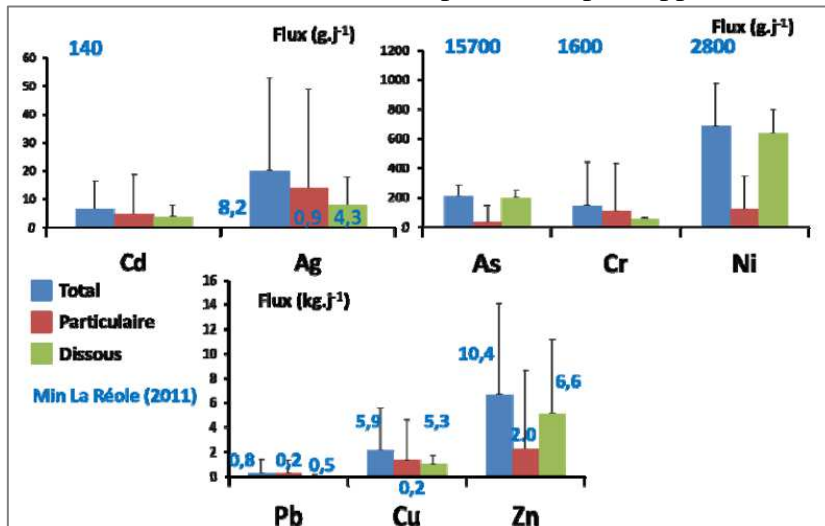 Flux (g.j-1)
140
60
50
40
30
20
10
0
8,2
0,9
4,3
Cd
Ag
Flux (g.j-1)
15700
1600
2800
1200
1000
800
600
400
200
0
As
Cr
Ni
Total
Particulaire
Dissous
Min La Réole (2011)
Flux (kg.j-1)
16
14
12
10
8
6
4
2
0
0,8
0,2
0,5
5,9
0,2
5,3
10,4
2,0
6,6
Pb
Cu
Zn